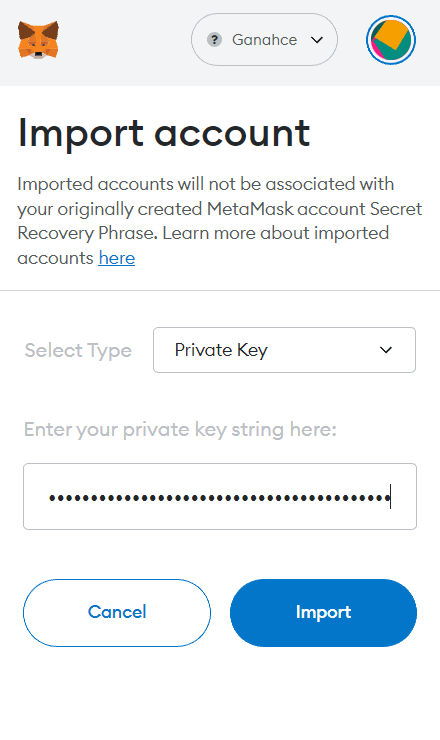 Ganahce
Import account
Imported accounts will not be associated with
your originally created MetaMask account Secret
Recovery Phrase. Learn more about imported
accounts here
Select Type
Private Key
Enter your private key string here:
Cancel
Import